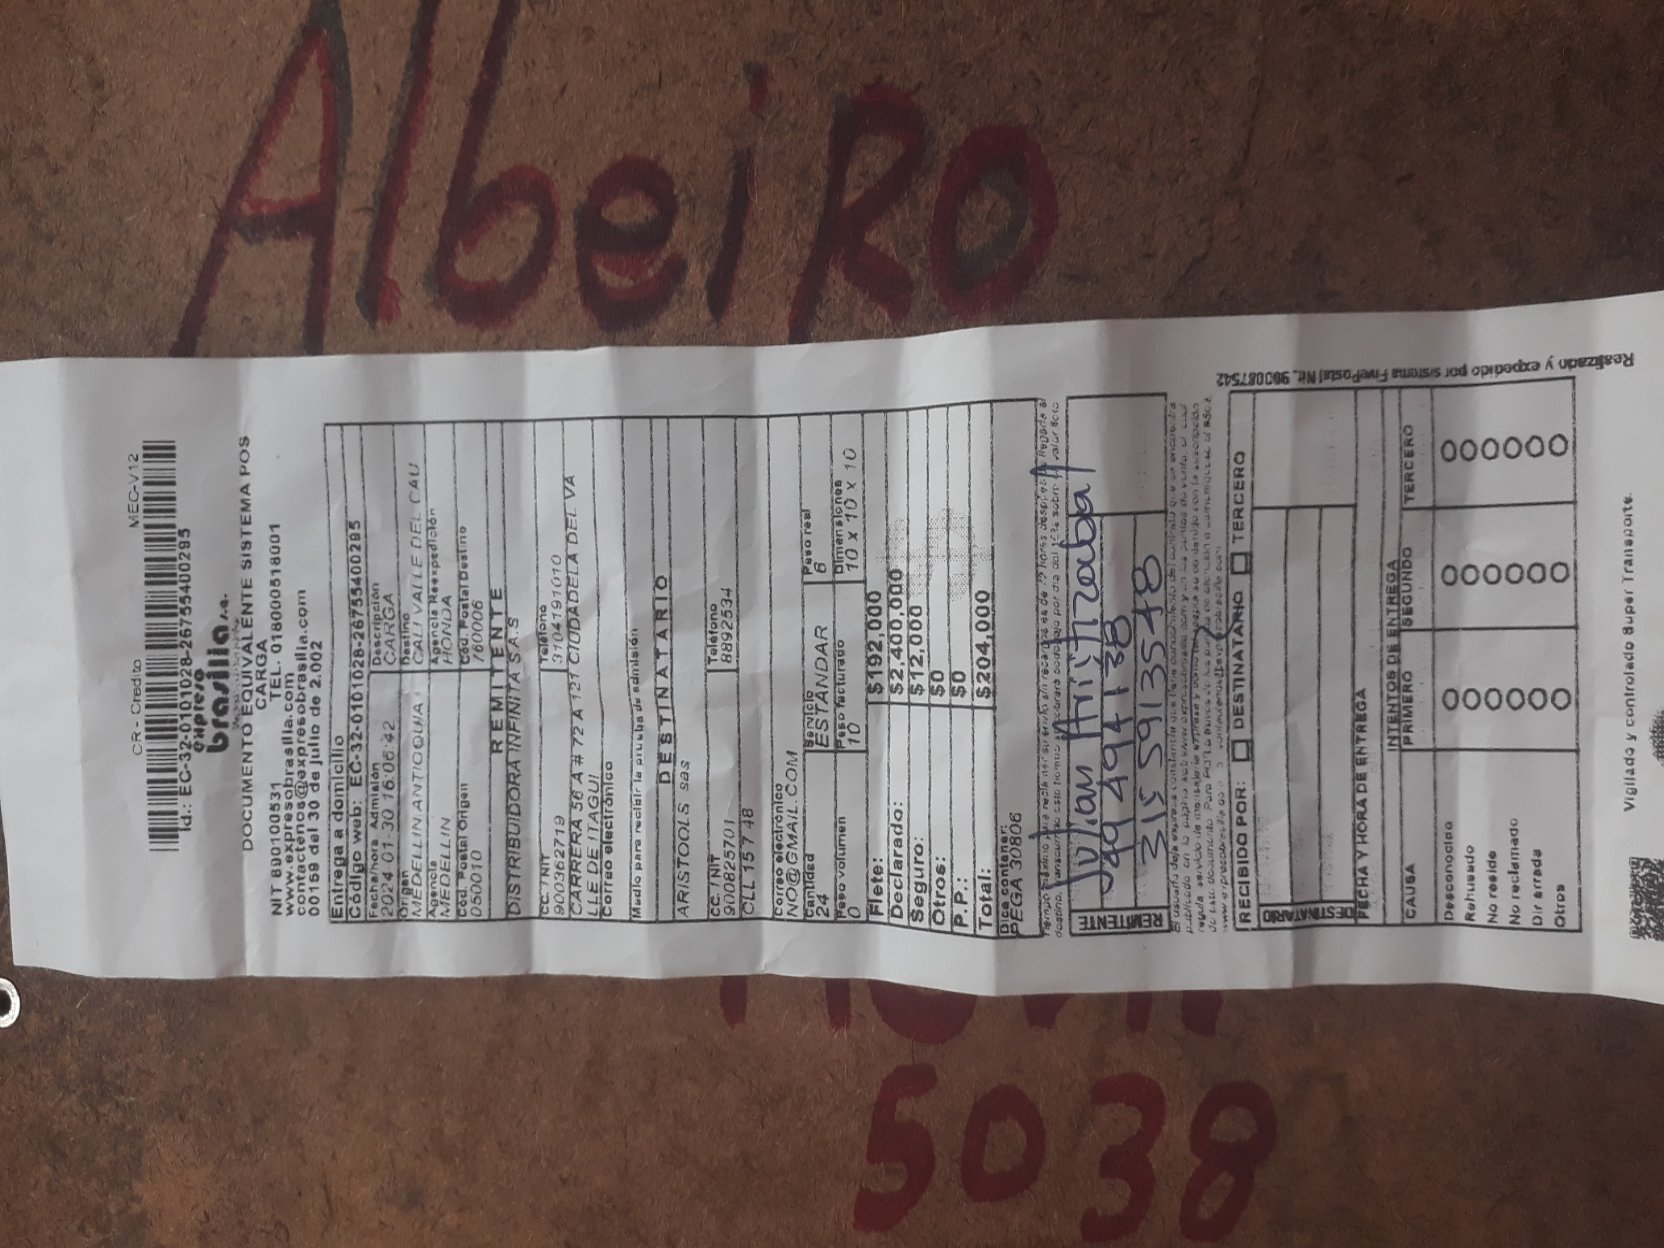 Albeiro
CR - Credito MEC-V12
Id.: EC-32-0101028-26755400295
expreso
brasilia s.a.
DOCUMENTO EQUIVALENTE SISTEMA POS
CARGA
NIT 890100531 TEL. 018000518001
www.expresobrasilia.com
contactenos@expresobrasilia.com
00159 del 30 de julio de 2.002
Entrega a domicilio
Código web: EC-32-0101028-26755400295
Fecha/hora Admisión Descripción
2024-01-30 16:06:42 CARGA
Origen Destino
MEDELLIN ANTIOQUIA CALI VALLE DEL CAU
Agencia Agencia Reexpedición
MEDELLIN HONDA
Cód. Postal Origen Cód. Postal Destino
050010 760006
REMITENTE
DISTRIBUIDORA INFINITA S.A.S
CC. / NIT Teléfono
900362719 3104191010
CARRERA 56 A # 72 A 121 CIUDADELA DEL VA
LLE DE ITAGUI
Correo electrónico
Medio para recibir la prueba de admisión
DESTINATARIO
ARISTOOLS sas
CC. / NIT Teléfono
900825701 8892534
CLL 15 7 48
Correo electrónico
NO@GMAIL.COM
Cantidad Servicio Peso real
24 ESTANDAR 6
Peso volumen Peso facturado Dimensiones
0 10 10 x 10 x 10
Flete: $192,000
Declarado: $2,400,000
Seguro: $12,000
Otros: $0
P.P.: $0
Total: $204,000
Dice contener:
PEGA 30806
REMITENTE
Julian Aristizabal
3155913548
RECIBIDO POR: DESTINATARIO TERCERO
DESTINATARIO
FECHA Y HORA DE ENTREGA
INTENTOS DE ENTREGA
CAUSA PRIMERO SEGUNDO TERCERO
Desconocido
Rehusado
No reside
No reclamado
Dir errada
Otros
Realizado y expedido por sistema FivePostal Nit. 900087542
Vigilado y controlado Super Transporte.
5038